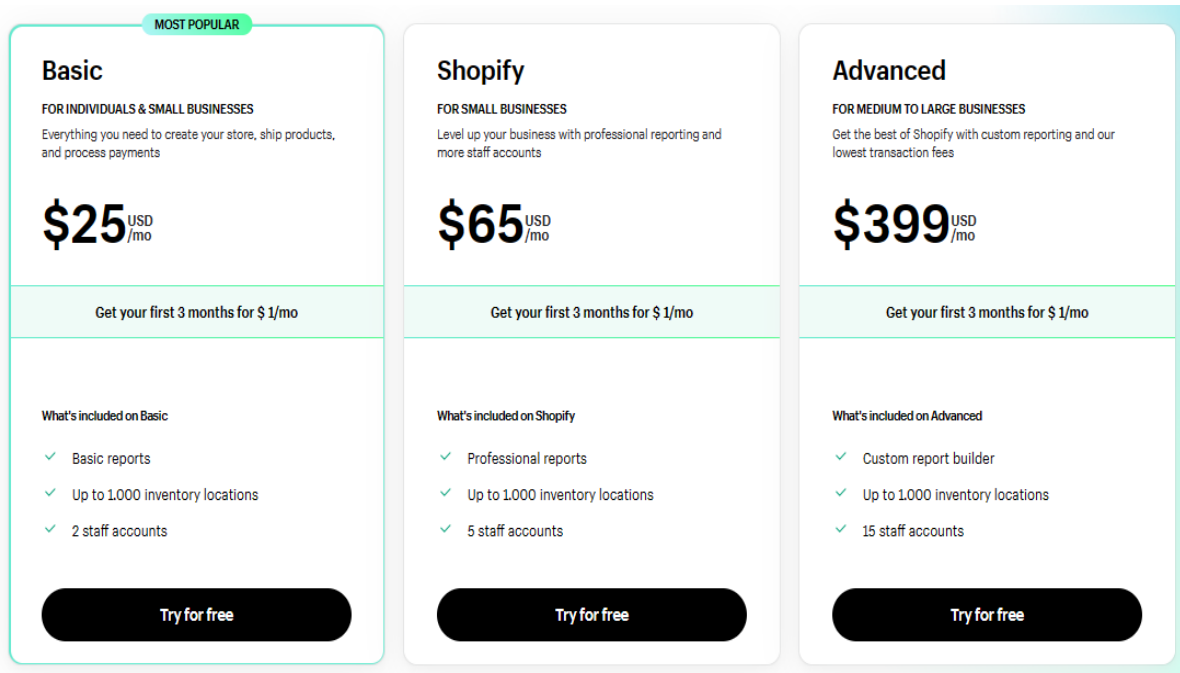 MOST POPULAR
Basic
FOR INDIVIDUALS & SMALL BUSINESSES
Everything you need to create your store, ship products,
and process payments
$25 USD
/mo
Get your first 3 months for $ 1/mo
What's included on Basic
Basic reports
Up to 1.000 inventory locations
2 staff accounts
Try for free
Shopify
FOR SMALL BUSINESSES
Level up your business with professional reporting and
more staff accounts
$65 USD
/mo
Get your first 3 months for $ 1/mo
What's included on Shopify
Professional reports
Up to 1.000 inventory locations
5 staff accounts
Try for free
Advanced
FOR MEDIUM TO LARGE BUSINESSES
Get the best of Shopify with custom reporting and our
lowest transaction fees
$399 USD
/mo
Get your first 3 months for $ 1/mo
What's included on Advanced
Custom report builder
Up to 1.000 inventory locations
15 staff accounts
Try for free